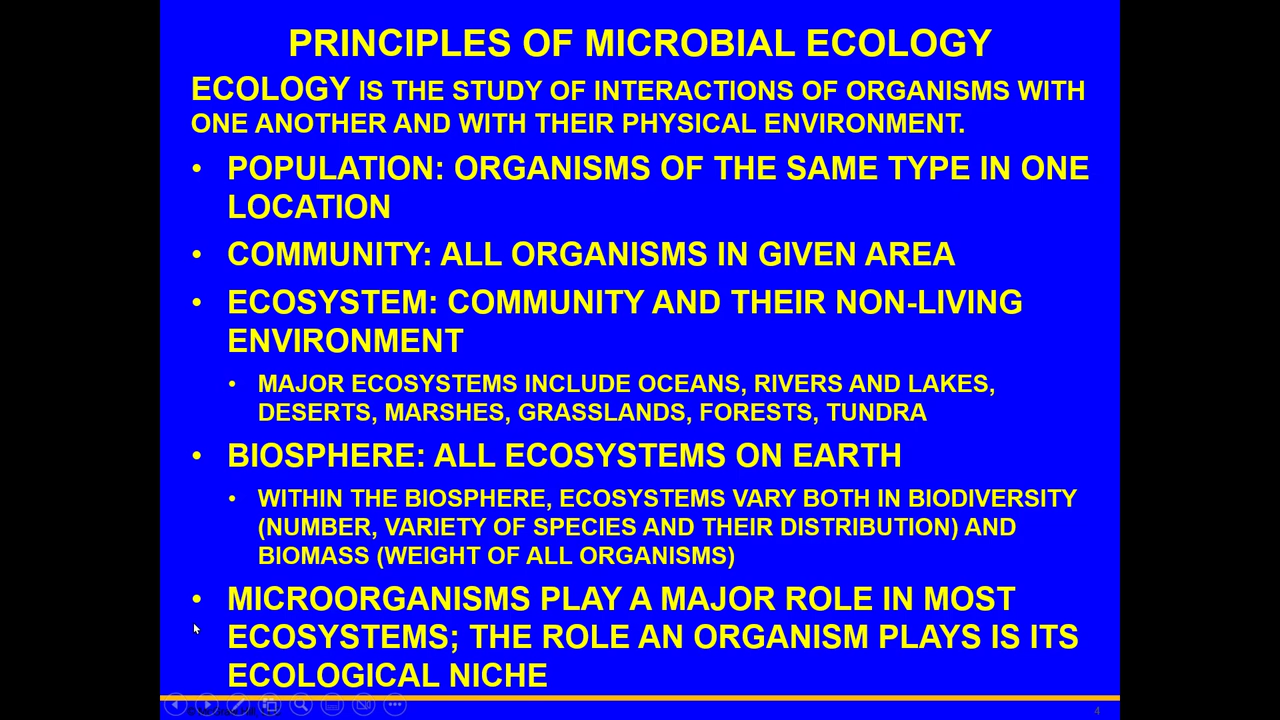 PRINCIPLES OF MICROBIAL ECOLOGY
ECOLOGY IS THE STUDY OF INTERACTIONS OF ORGANISMS WITH
ONE ANOTHER AND WITH THEIR PHYSICAL ENVIRONMENT.
• POPULATION: ORGANISMS OF THE SAME TYPE IN ONE
LOCATION
• COMMUNITY: ALL ORGANISMS IN GIVEN AREA
• ECOSYSTEM: COMMUNITY AND THEIR NON-LIVING
ENVIRONMENT
• MAJOR ECOSYSTEMS INCLUDE OCEANS, RIVERS AND LAKES,
DESERTS, MARSHES, GRASSLANDS, FORESTS, TUNDRA
• BIOSPHERE: ALL ECOSYSTEMS ON EARTH
• WITHIN THE BIOSPHERE, ECOSYSTEMS VARY BOTH IN BIODIVERSITY
(NUMBER, VARIETY OF SPECIES AND THEIR DISTRIBUTION) AND
BIOMASS (WEIGHT OF ALL ORGANISMS)
• MICROORGANISMS PLAY A MAJOR ROLE IN MOST
ECOSYSTEMS; THE ROLE AN ORGANISM PLAYS IS ITS
ECOLOGICAL NICHE
4